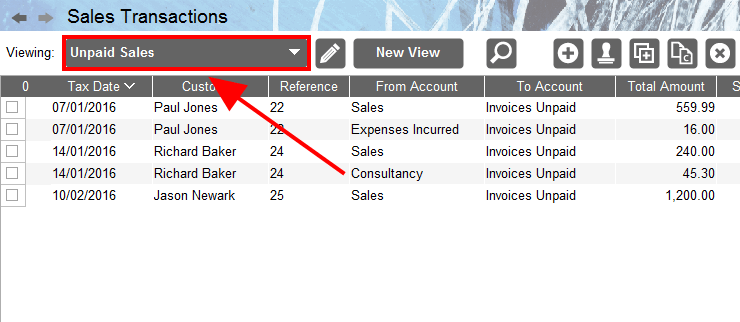 Sales Transactions
Viewing: Unpaid Sales New View
0 Tax Date Custo Reference From Account To Account Total Amount S
07/01/2016 Paul Jones 22 Sales Invoices Unpaid 559.99
07/01/2016 Paul Jones 22 Expenses Incurred Invoices Unpaid 16.00
14/01/2016 Richard Baker 24 Sales Invoices Unpaid 240.00
14/01/2016 Richard Baker 24 Consultancy Invoices Unpaid 45.30
10/02/2016 Jason Newark 25 Sales Invoices Unpaid 1,200.00